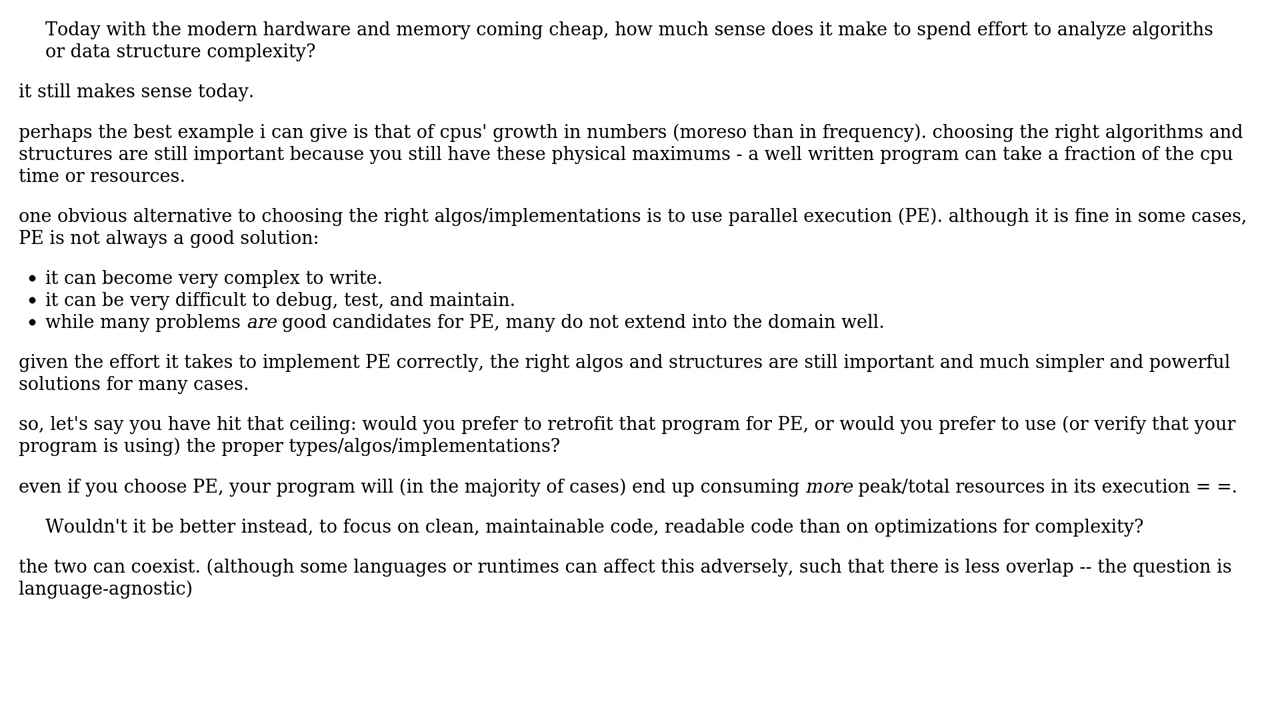 Today with the modern hardware and memory coming cheap, how much sense does it make to spend effort to analyze algoriths
or data structure complexity?
it still makes sense today.
perhaps the best example i can give is that of cpus' growth in numbers (moreso than in frequency). choosing the right algorithms and
structures are still important because you still have these physical maximums - a well written program can take a fraction of the cpu
time or resources.
one obvious alternative to choosing the right algos/implementations is to use parallel execution (PE). although it is fine in some cases,
PE is not always a good solution:
• it can become very complex to write.
• it can be very difficult to debug, test, and maintain.
• while many problems are good candidates for PE, many do not extend into the domain well.
given the effort it takes to implement PE correctly, the right algos and structures are still important and much simpler and powerful
solutions for many cases.
so, let's say you have hit that ceiling: would you prefer to retrofit that program for PE, or would you prefer to use (or verify that your
program is using) the proper types/algos/implementations?
even if you choose PE, your program will (in the majority of cases) end up consuming more peak/total resources in its execution = =.
Wouldn't it be better instead, to focus on clean, maintainable code, readable code than on optimizations for complexity?
the two can coexist. (although some languages or runtimes can affect this adversely, such that there is less overlap -- the question is
language-agnostic)